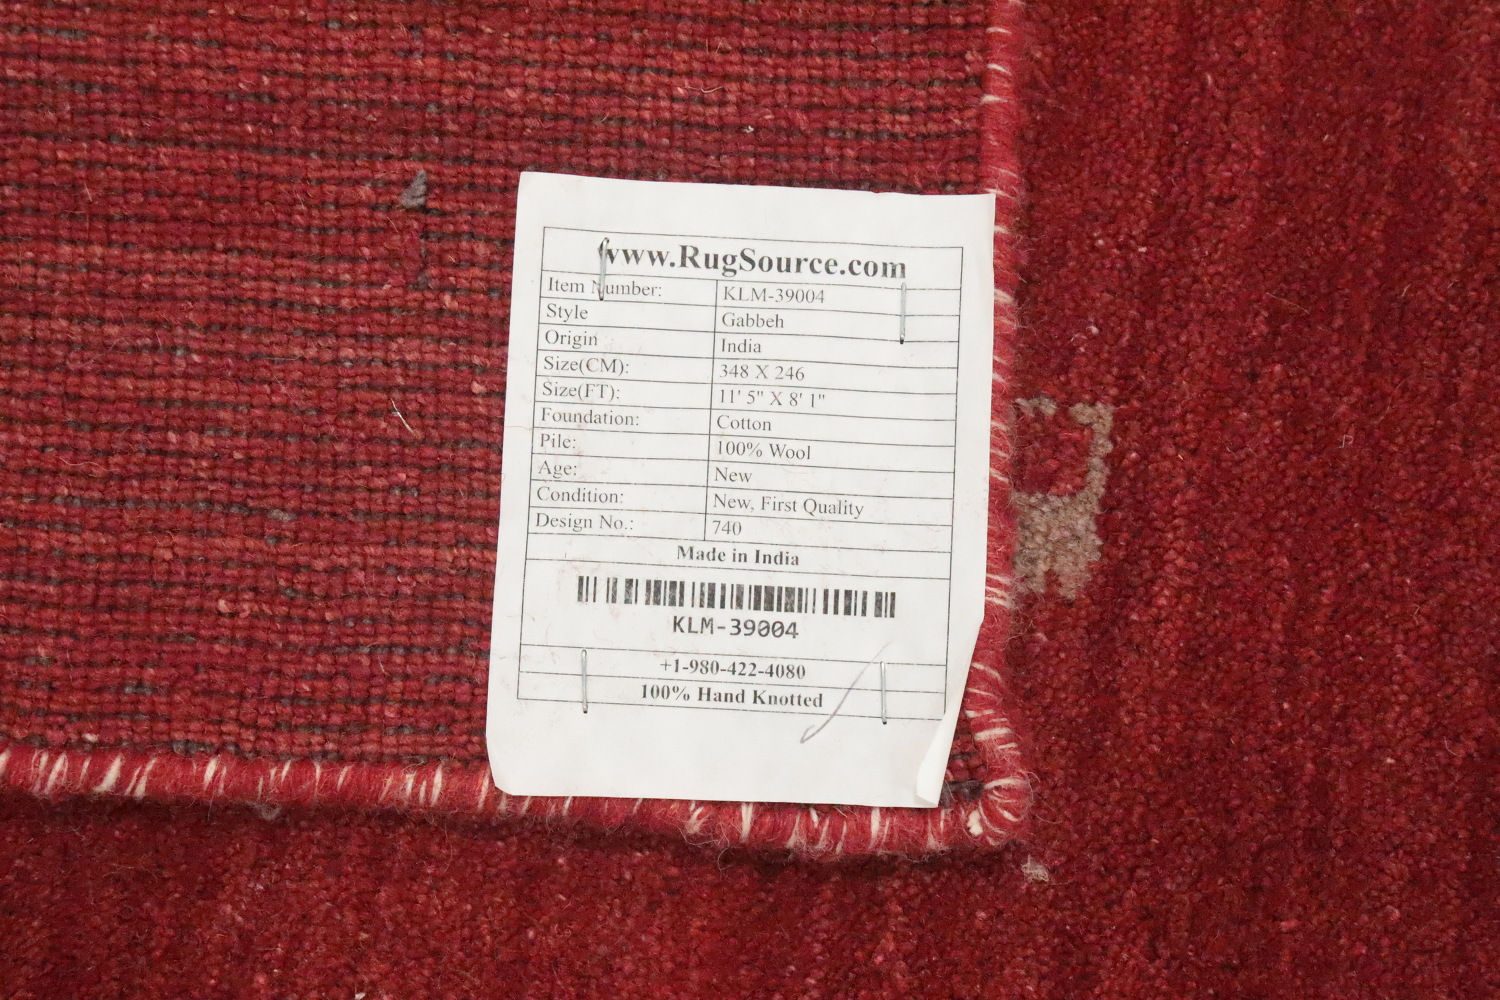 www.RugSource.com
Item Number: KLM-39004
Style Gabbeh
Origin India
Size(CM): 348 X 246
Size(FT): 11' 5" X 8' 1"
Foundation: Cotton
Pile: 100% Wool
Age: New
Condition: New, First Quality
Design No.: 740
Made in India
KLM-39004
+1-980-422-4080
100% Hand Knotted